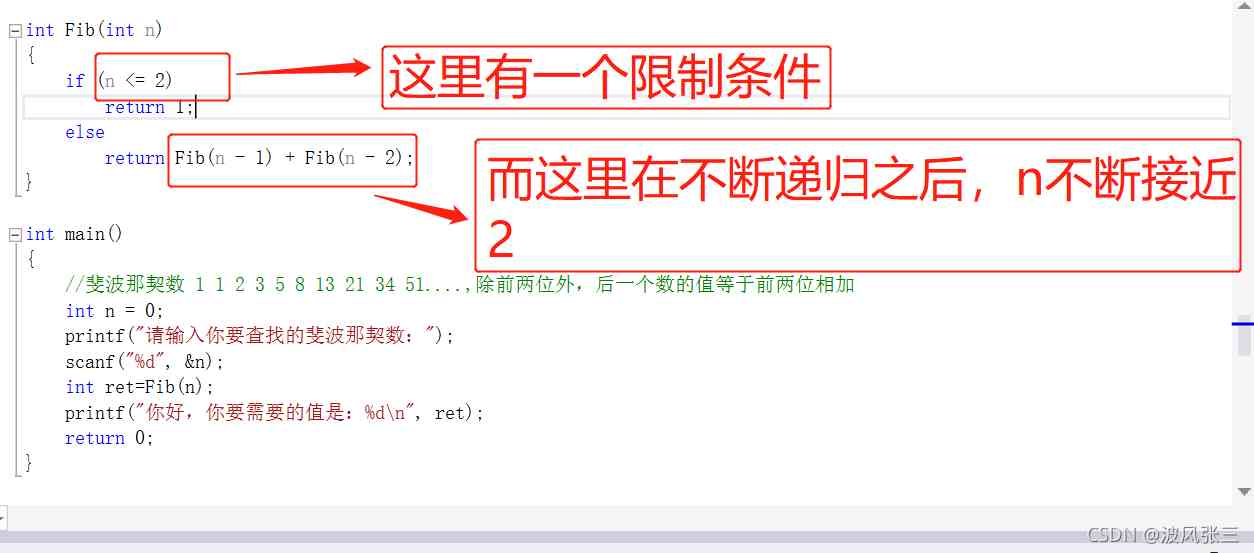 int Fib(int n)
{
if (n <= 2)
这里有一个限制条件
return 1;
else
return Fib(n - 1) + Fib(n - 2);
}
而这里在不断递归之后，n不断接近
2
int main()
{
//斐波那契数 1 1 2 3 5 8 13 21 34 51....,除前两位外，后一个数的值等于前两位相加
int n = 0;
printf("请输入你要查找的斐波那契数：");
scanf("%d", &n);
int ret=Fib(n);
printf("你好，你要需要的值是：%d\n", ret);
return 0;
}
CSDN @波风张三